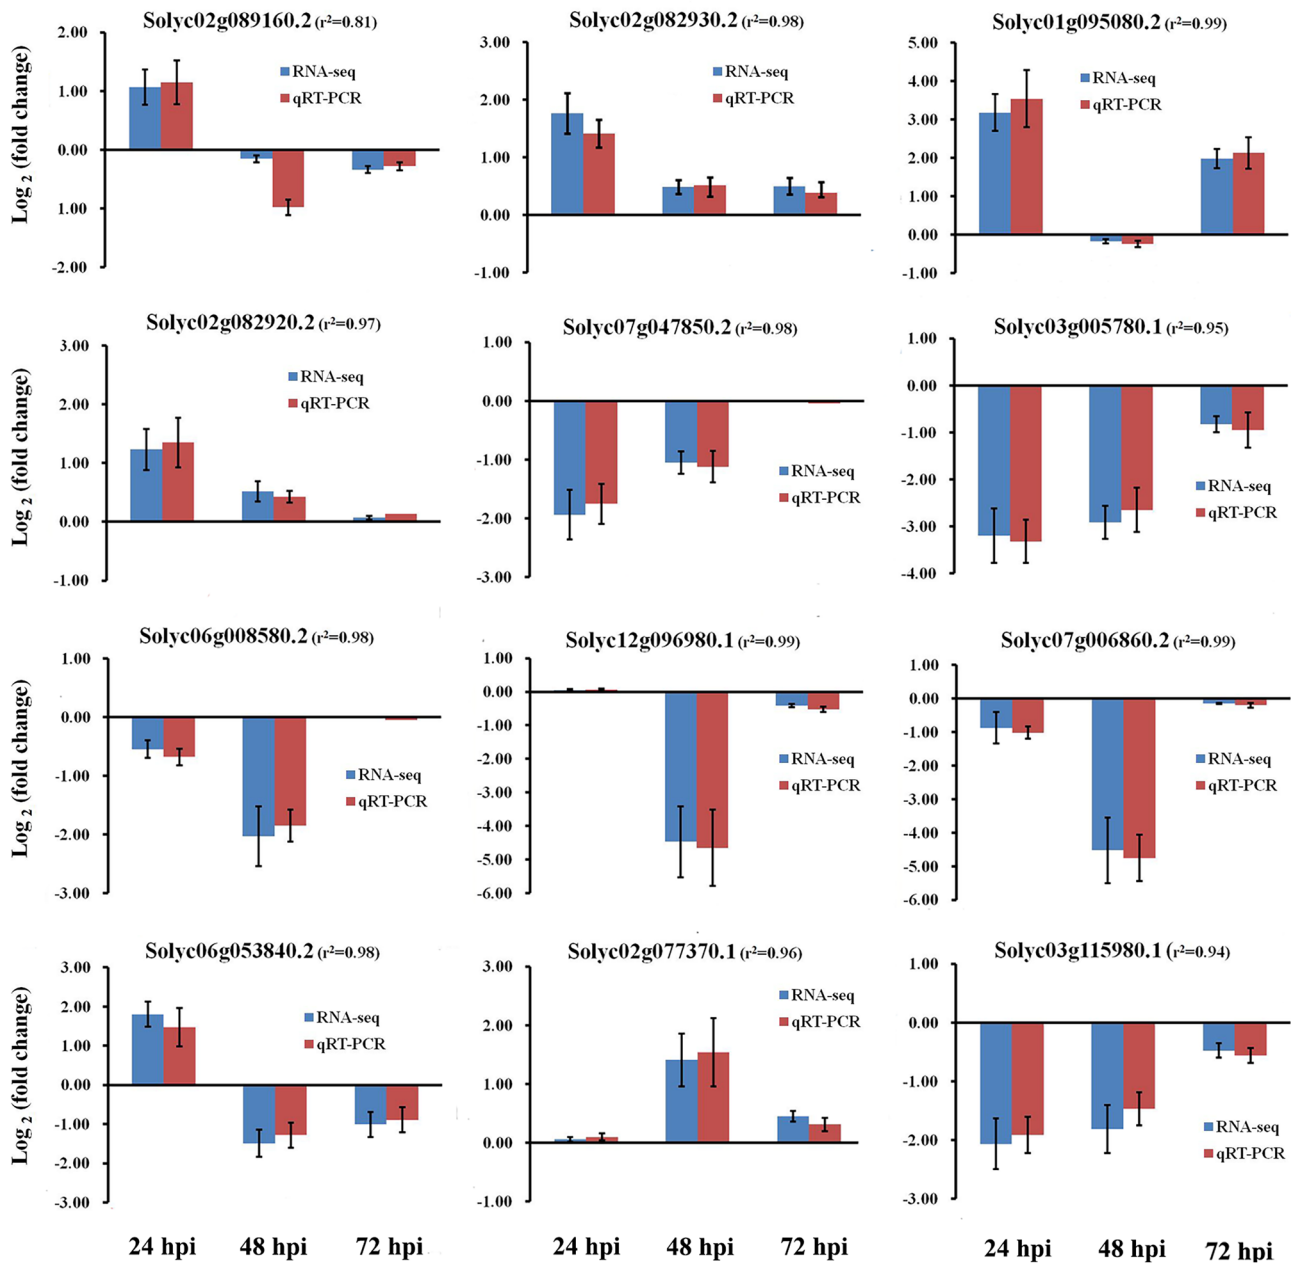 Solyc02g089160.2 (r²=0.81)
Log 2 (fold change)
2.00
1.00
0.00
1.00
-2.00
RNA-seq
qRT-PCR
Solyc02g082930.2 (r²=0.98)
3.00
2.00
1.00
0.00
-1.00
RNA-seq
qRT-PCR
Solyc01g095080.2 (r²=0.99)
5.00
4.00
3.00
2.00
1.00
0.00
-1.00
RNA-seq
qRT-PCR
Solyc02g082920.2 (r²=0.97)
Log 2 (fold change)
3.00
2.00
1.00
0.00
-1.00
RNA-seq
qRT-PCR
Solyc07g047850.2 (r²=0.98)
1.00
0.00
-1.00
-2.00
-3.00
RNA-seq
qRT-PCR
Solyc03g005780.1 (r²=0.95)
1.00
0.00
-1.00
-2.00
-3.00
-4.00
RNA-seq
qRT-PCR
Solyc06g008580.2 (r²=0.98)
Log 2 (fold change)
1.00
0.00
-1.00
-2.00
-3.00
RNA-seq
qRT-PCR
Solyc12g096980.1 (r²=0.99)
1.00
0.00
-1.00
-2.00
-3.00
-4.00
-5.00
-6.00
RNA-seq
qRT-PCR
Solyc07g006860.2 (r²=0.99)
1.00
0.00
-1.00
-2.00
-3.00
-4.00
-5.00
-6.00
RNA-seq
qRT-PCR
Solyc06g053840.2 (r²=0.98)
Log 2 (fold change)
3.00
2.00
1.00
0.00
-1.00
-2.00
-3.00
RNA-seq
qRT-PCR
24 hpi 48 hpi 72 hpi
Solyc02g077370.1 (r²=0.96)
3.00
2.00
1.00
0.00
-1.00
RNA-seq
qRT-PCR
24 hpi 48 hpi 72 hpi
Solyc03g115980.1 (r²=0.94)
1.00
0.00
-1.00
-2.00
-3.00
RNA-seq
qRT-PCR
24 hpi 48 hpi 72 hpi